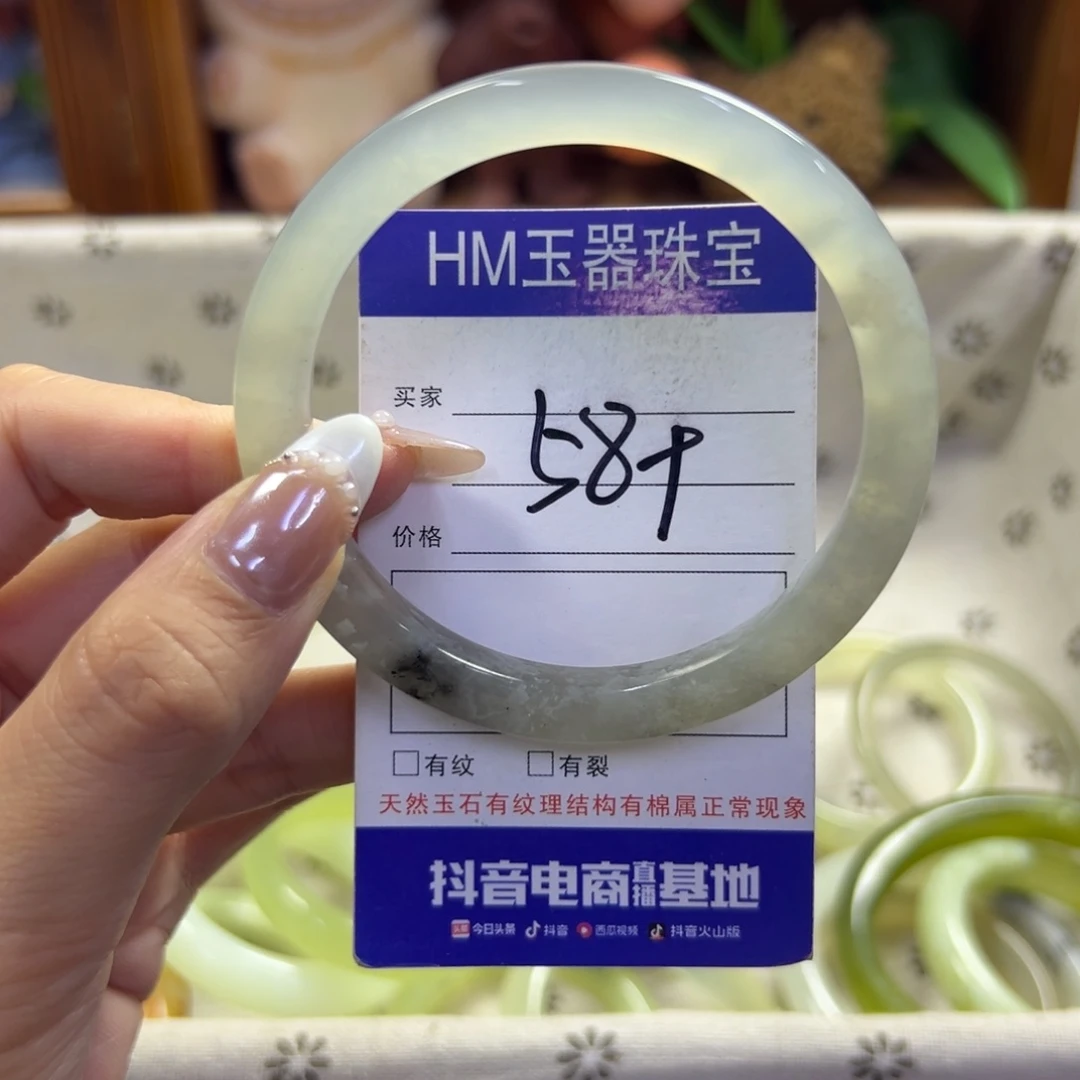 HM玉器珠宝
买家
58+
价格
有纹 有裂
天然玉石有纹理结构有棉属正常现象
抖音电商直播基地
头条 今日头条 抖音 西瓜视频 抖音火山版